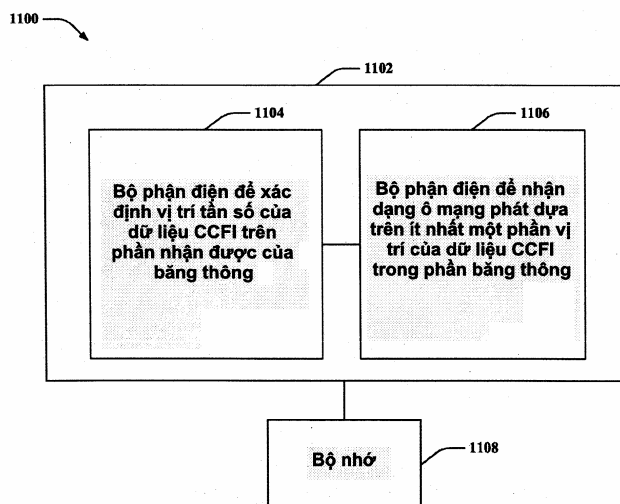 1100
1102
1104
1106
Bộ phận điện để xác
định vị trí tần số của
dữ liệu CCFI trên
phần nhận được của
băng thông
Bộ phận điện để nhận
dạng ô mạng phát dựa
trên ít nhất một phần vị
trí của dữ liệu CCFI
trong phần băng thông
Bộ nhớ
1108